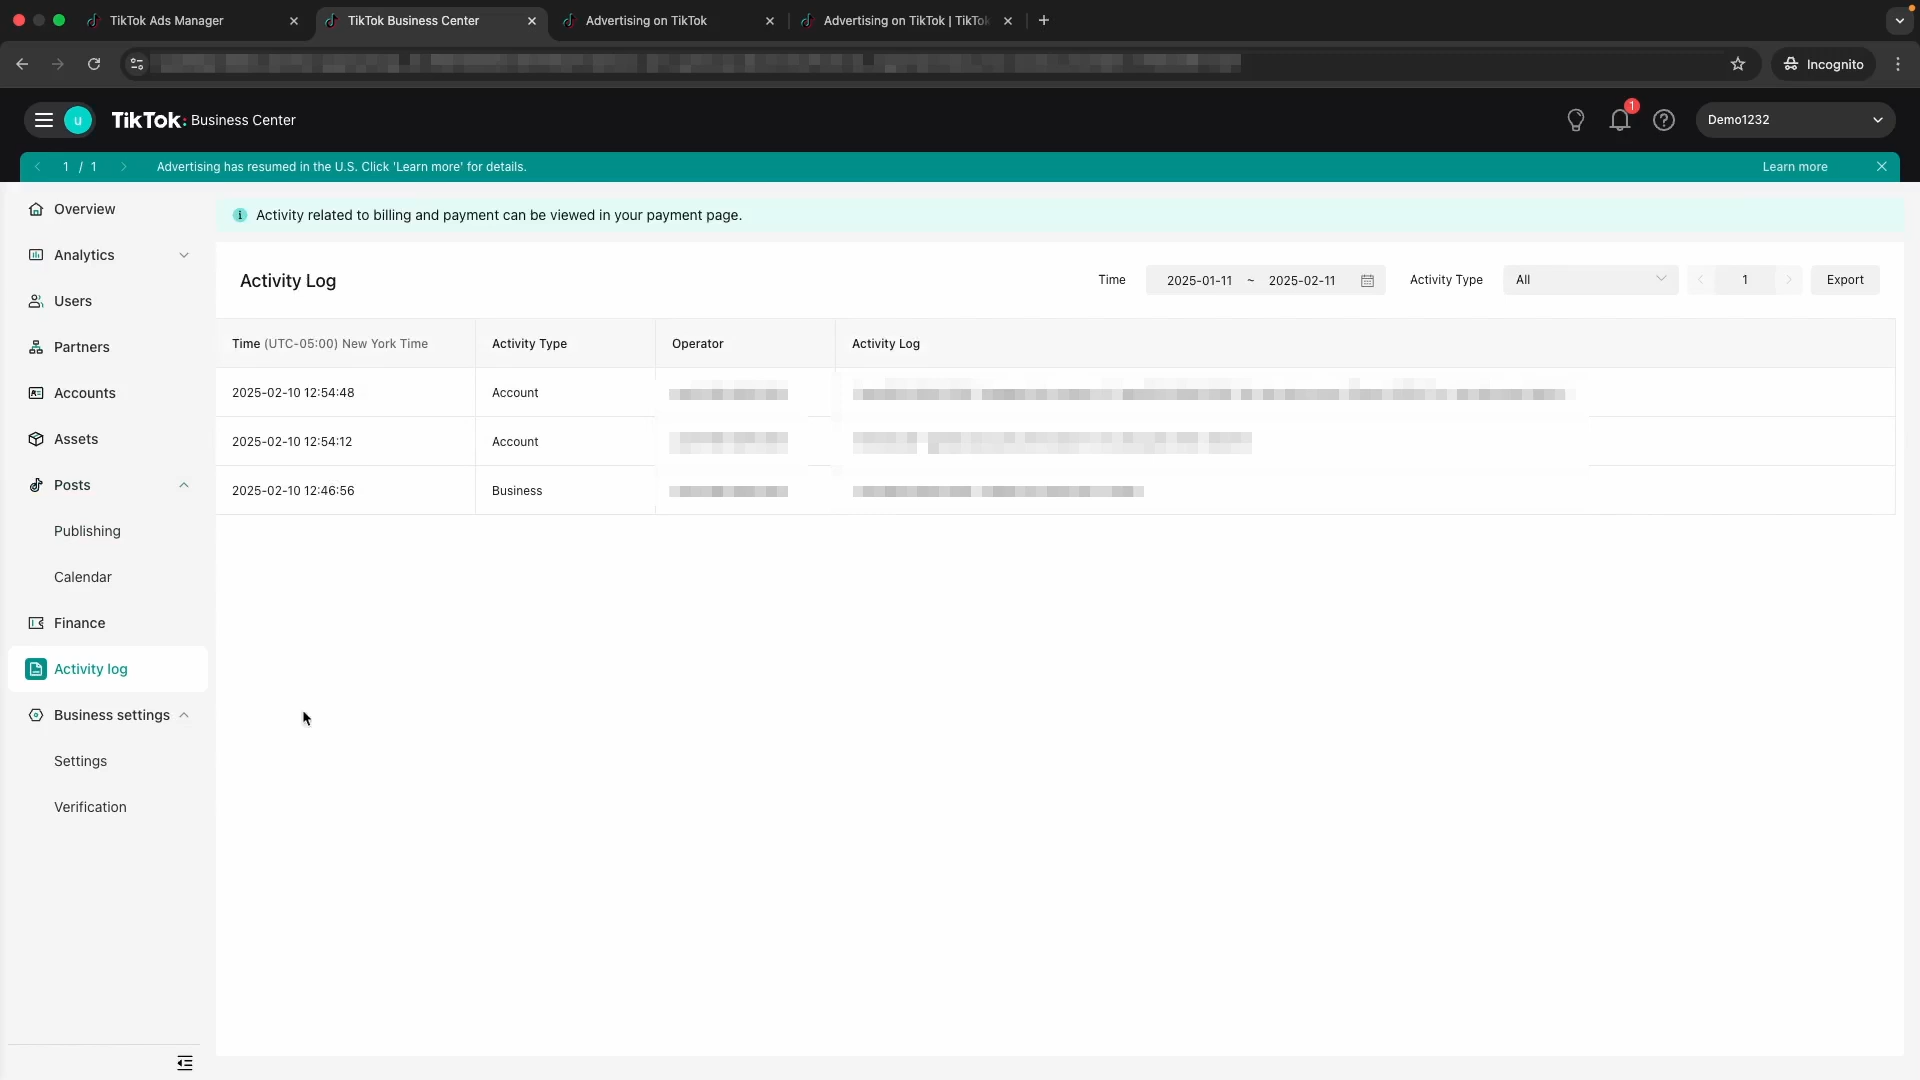 TikTok Ads Manager
TikTok Business Center
Advertising on TikTok
Advertising on TikTok | TikTok
Incognito
u
TikTok: Business Center
1
Demo1232
1 / 1
Advertising has resumed in the U.S. Click 'Learn more' for details.
Learn more
Overview
Analytics
Users
Partners
Accounts
Assets
Posts
Publishing
Calendar
Finance
Activity log
Business settings
Settings
Verification
Activity related to billing and payment can be viewed in your payment page.
Activity Log
Time
2025-01-11 ~ 2025-02-11
Activity Type
All
1
Export
Time (UTC-05:00) New York Time
Activity Type
Operator
Activity Log
2025-02-10 12:54:48
Account
2025-02-10 12:54:12
Account
2025-02-10 12:46:56
Business